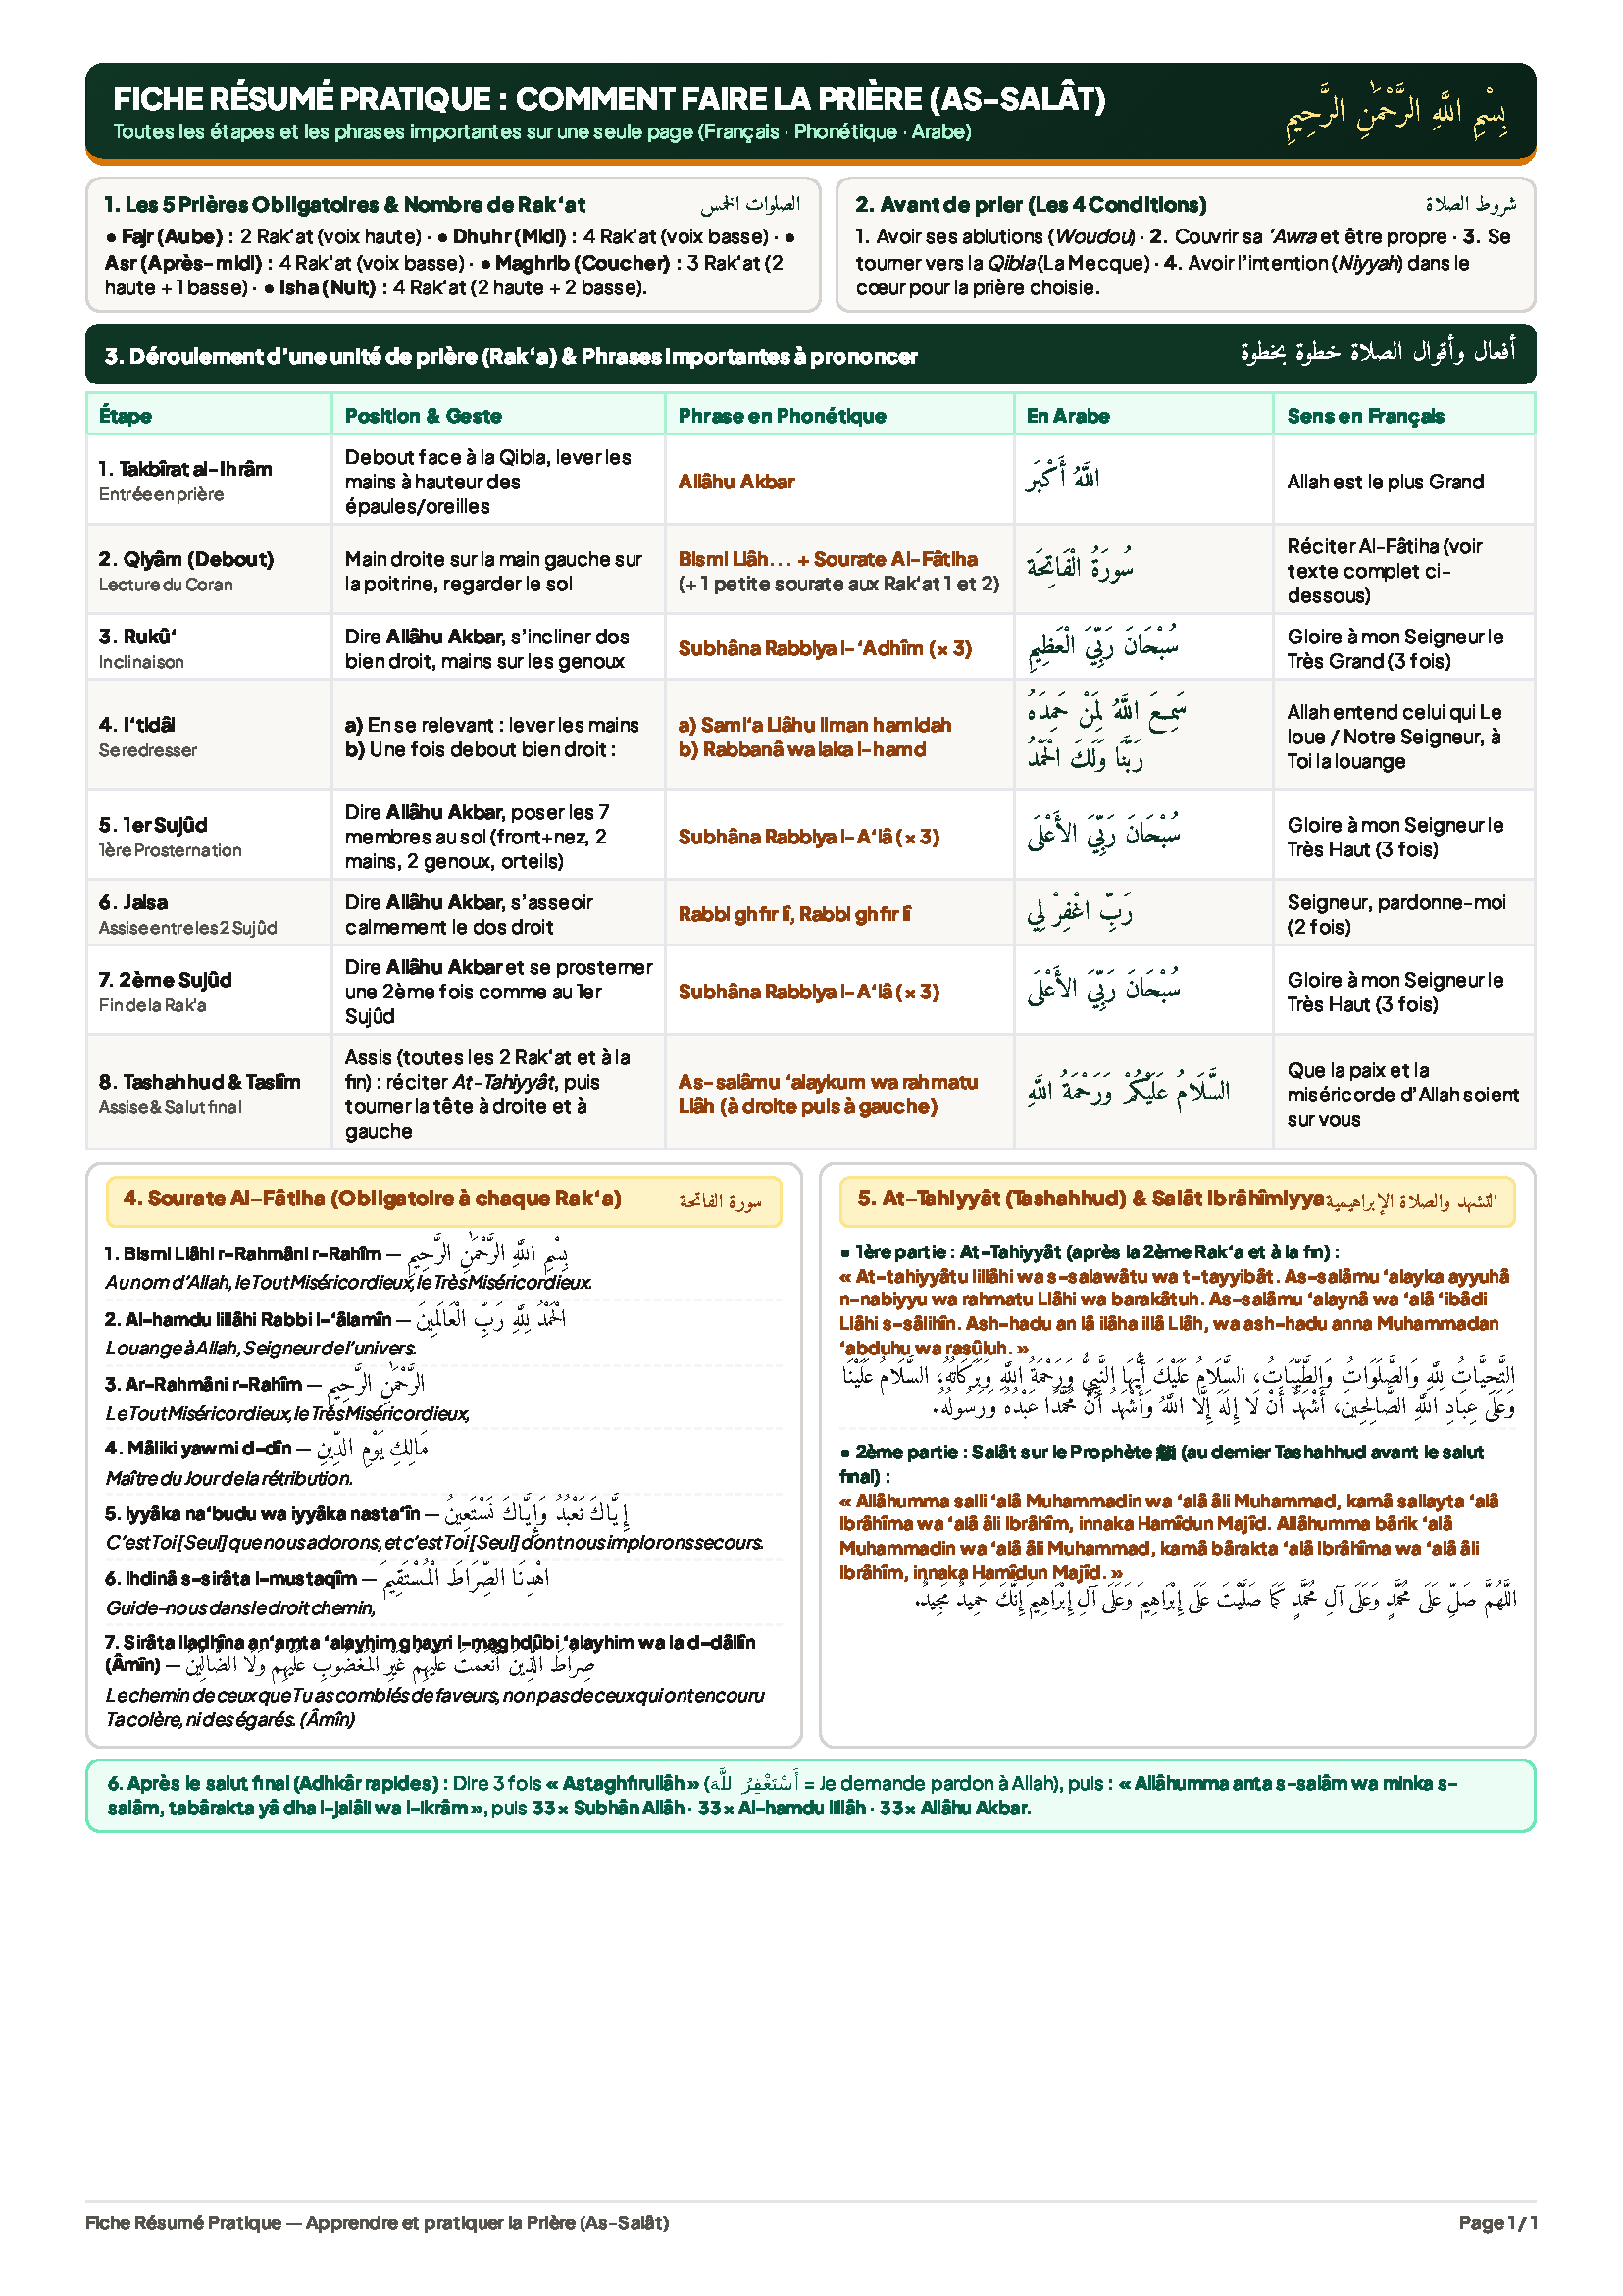 FICHE RÉSUMÉ PRATIQUE : COMMENT FAIRE LA PRIÈRE (AS-SALÂT)
Toutes les étapes et les phrases importantes sur une seule page (Français · Phonétique · Arabe)
بِسْمِ اللَّهِ الرَّحْمَٰنِ الرَّحِيمِ
1. Les 5 Prières Obligatoires & Nombre de Rak‘at
الصلوات الخمس
● Fajr (Aube) : 2 Rak‘at (voix haute) · ● Dhuhr (Midi) : 4 Rak‘at (voix basse) · ●
Asr (Après-midi) : 4 Rak‘at (voix basse) · ● Maghrib (Coucher) : 3 Rak‘at (2
haute + 1 basse) · ● Isha (Nuit) : 4 Rak‘at (2 haute + 2 basse).
2. Avant de prier (Les 4 Conditions)
شروط الصلاة
1. Avoir ses ablutions (Woudou) · 2. Couvrir sa ‘Awra et être propre · 3. Se
tourner vers la Qibla (La Mecque) · 4. Avoir l’intention (Niyyah) dans le
cœur pour la prière choisie.
3. Déroulement d’une unité de prière (Rak‘a) & Phrases importantes à prononcer
أفعال وأقوال الصلاة خطوة بخطوة
Étape
Position & Geste
Phrase en Phonétique
En Arabe
Sens en Français
1. Takbîrat al-Ihrâm
Entrée en prière
Debout face à la Qibla, lever les
mains à hauteur des
épaules/oreilles
Allâhu Akbar
اللَّهُ أَكْبَر
Allah est le plus Grand
2. Qiyâm (Debout)
Lecture du Coran
Main droite sur la main gauche sur
la poitrine, regarder le sol
Bismi Llâh... + Sourate Al-Fâtiha
(+ 1 petite sourate aux Rak‘at 1 et 2)
سُورَةُ الْفَاتِحَة
Réciter Al-Fâtiha (voir
texte complet ci-
dessous)
3. Rukû‘
Inclinaison
Dire Allâhu Akbar, s’incliner dos
bien droit, mains sur les genoux
Subhâna Rabbiya l-‘Adhîm (x 3)
سُبْحَانَ رَبِّيَ الْعَظِيمِ
Gloire à mon Seigneur le
Très Grand (3 fois)
4. I‘tidâl
Se redresser
a) En se relevant : lever les mains
b) Une fois debout bien droit :
a) Sami‘a Llâhu liman hamidah
b) Rabbanâ wa laka l-hamd
سَمِعَ اللَّهُ لِمَنْ حَمِدَهُ
رَبَّنَا وَلَكَ الْحَمْدُ
Allah entend celui qui Le
loue / Notre Seigneur, à
Toi la louange
5. 1er Sujûd
1ère Prosternation
Dire Allâhu Akbar, poser les 7
membres au sol (front+nez, 2
mains, 2 genoux, orteils)
Subhâna Rabbiya l-A‘lâ (x 3)
سُبْحَانَ رَبِّيَ الأَعْلَى
Gloire à mon Seigneur le
Très Haut (3 fois)
6. Jalsa
Assise entre les 2 Sujûd
Dire Allâhu Akbar, s’asseoir
calmement le dos droit
Rabbi ghfir lî, Rabbi ghfir lî
رَبِّ اغْفِرْ لِي
Seigneur, pardonne-moi
(2 fois)
7. 2ème Sujûd
Fin de la Rak‘a
Dire Allâhu Akbar et se prosterner
une 2ème fois comme au 1er
Sujûd
Subhâna Rabbiya l-A‘lâ (x 3)
سُبْحَانَ رَبِّيَ الأَعْلَى
Gloire à mon Seigneur le
Très Haut (3 fois)
8. Tashahhud & Taslîm
Assise & Salut final
Assis (toutes les 2 Rak‘at et à la
fin) : réciter At-Tahiyyât, puis
tourner la tête à droite et à
gauche
As-salâmu ‘alaykum wa rahmatu
Llâh (à droite puis à gauche)
السَّلَامُ عَلَيْكُمْ وَرَحْمَةُ اللَّهِ
Que la paix et la
miséricorde d’Allah soient
sur vous
4. Sourate Al-Fâtiha (Obligatoire à chaque Rak‘a)
سورة الفاتحة
1. Bismi Llâhi r-Rahmâni r-Rahîm — بِسْمِ اللَّهِ الرَّحْمَٰنِ الرَّحِيمِ
Au nom d’Allah, le Tout Miséricordieux, le Très Miséricordieux.
2. Al-hamdu lillâhi Rabbi l-‘âlamîn — الْحَمْدُ لِلَّهِ رَبِّ الْعَالَمِينَ
Louange à Allah, Seigneur de l’univers.
3. Ar-Rahmâni r-Rahîm — الرَّحْمَٰنِ الرَّحِيمِ
Le Tout Miséricordieux, le Très Miséricordieux,
4. Mâliki yawmi d-dîn — مَالِكِ يَوْمِ الدِّينِ
Maître du Jour de la rétribution.
5. Iyyâka na‘budu wa iyyâka nasta‘în — إِيَّاكَ نَعْبُدُ وَإِيَّاكَ نَسْتَعِينُ
C’est Toi [Seul] que nous adorons, et c’est Toi [Seul] dont nous implorons secours.
6. Ihdinâ s-sirâta l-mustaqîm — اهْدِنَا الصِّرَاطَ الْمُسْتَقِيمَ
Guide-nous dans le droit chemin,
7. Sirâta lladhîna an‘amta ‘alayhim ghayri l-maghdûbi ‘alayhim wa la d-dâllîn
(Âmîn) — صِرَاطَ الَّذِينَ أَنْعَمْتَ عَلَيْهِمْ غَيْرِ الْمَغْضُوبِ عَلَيْهِمْ وَلَا الضَّالِّينَ
Le chemin de ceux que Tu as comblés de faveurs, non pas de ceux qui ont encouru
Ta colère, ni des égarés. (Âmîn)
5. At-Tahiyyât (Tashahhud) & Salât Ibrâhîmiyya
التشهد والصلاة الإبراهيمية
▪ 1ère partie : At-Tahiyyât (après la 2ème Rak‘a et à la fin) :
« At-tahiyyâtu lillâhi wa s-salawâtu wa t-tayyibât. As-salâmu ‘alayka ayyuhâ
n-nabiyyu wa rahmatu Llâhi wa barakâtuh. As-salâmu ‘alaynâ wa ‘alâ ‘ibâdi
Llâhi s-sâlihîn. Ash-hadu an lâ ilâha illâ Llâh, wa ash-hadu anna Muhammadan
‘abduhu wa rasûluh. »
التَّحِيَّاتُ لِلَّهِ وَالصَّلَوَاتُ وَالطَّيِّبَاتُ، السَّلَامُ عَلَيْكَ أَيُّهَا النَّبِيُّ وَرَحْمَةُ اللَّهِ وَبَرَكَاتُهُ، السَّلَامُ عَلَيْنَا
وَعَلَى عِبَادِ اللَّهِ الصَّالِحِينَ، أَشْهَدُ أَنْ لَا إِلَهَ إِلَّا اللَّهُ وَأَشْهَدُ أَنَّ مُحَمَّدًا عَبْدُهُ وَرَسُولُهُ.
▪ 2ème partie : Salât sur le Prophète ﷺ (au dernier Tashahhud avant le salut
final) :
« Allâhumma salli ‘alâ Muhammadin wa ‘alâ âli Muhammad, kamâ sallayta ‘alâ
Ibrâhîma wa ‘alâ âli Ibrâhîm, innaka Hamîdun Majîd. Allâhumma bârik ‘alâ
Muhammadin wa ‘alâ âli Muhammad, kamâ bârakta ‘alâ Ibrâhîma wa ‘alâ âli
Ibrâhîm, innaka Hamîdun Majîd. »
اللَّهُمَّ صَلِّ عَلَى مُحَمَّدٍ وَعَلَى آلِ مُحَمَّدٍ كَمَا صَلَّيْتَ عَلَى إِبْرَاهِيمَ وَعَلَى آلِ إِبْرَاهِيمَ إِنَّكَ حَمِيدٌ مَجِيدٌ.
6. Après le salut final (Adhkâr rapides) : Dire 3 fois « Astaghfirullâh » (أَسْتَغْفِرُ اللَّهَ = Je demande pardon à Allah), puis : « Allâhumma anta s-salâm wa minka s-
salâm, tabârakta yâ dha l-jalâli wa l-ikrâm », puis 33x Subhân Allâh · 33x Al-hamdu lillâh · 33x Allâhu Akbar.
Fiche Résumé Pratique — Apprendre et pratiquer la Prière (As-Salât)
Page 1 / 1